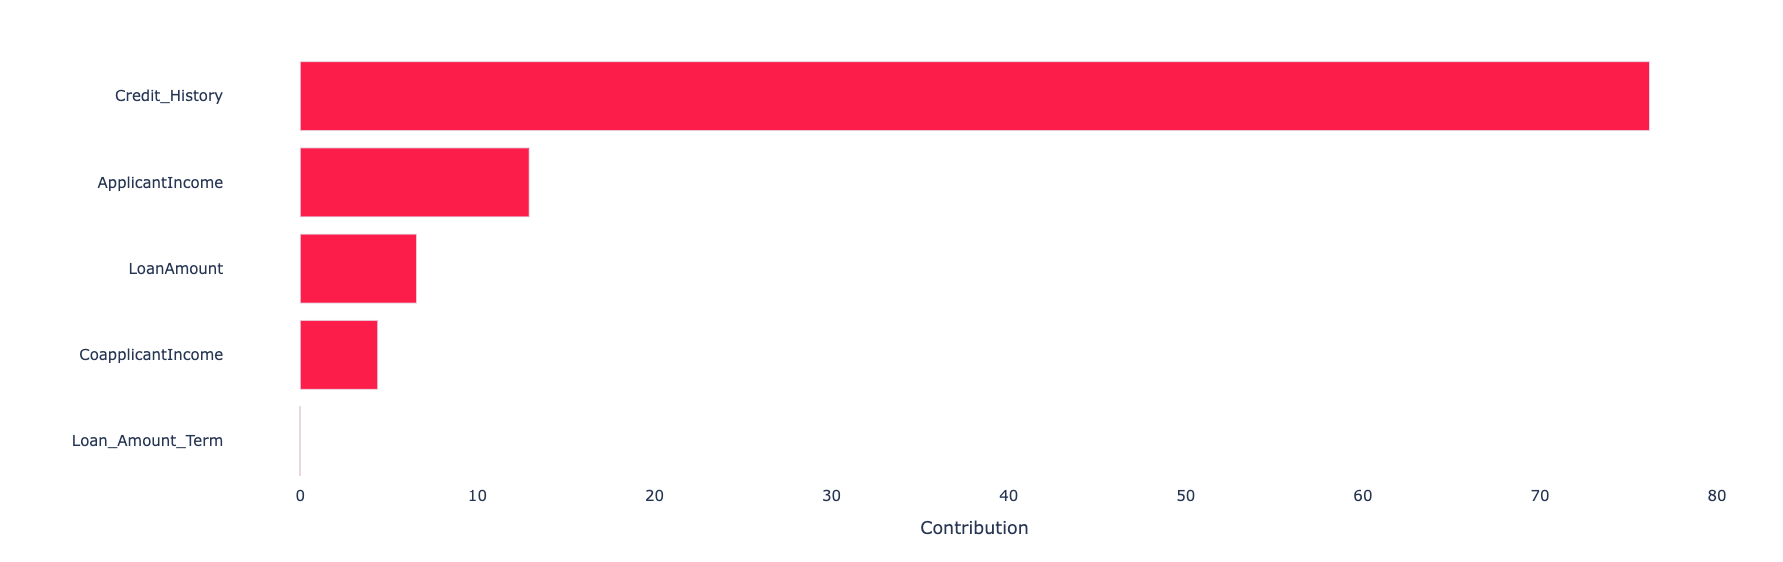 Credit_History
ApplicantIncome
LoanAmount
CoapplicantIncome
Loan_Amount_Term
0 10 20 30 40 50 60 70 80
Contribution